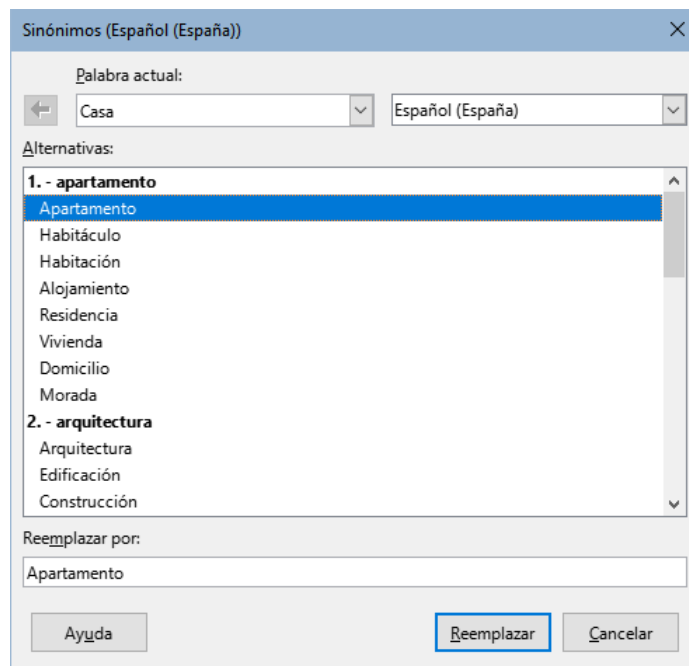 Sinónimos (Español (España))
Palabra actual:
Casa Español (España)
Alternativas:
1. - apartamento
Apartamento
Habitáculo
Habitación
Alojamiento
Residencia
Vivienda
Domicilio
Morada
2. - arquitectura
Arquitectura
Edificación
Construcción
Reemplazar por:
Apartamento
Ayuda Reemplazar Cancelar